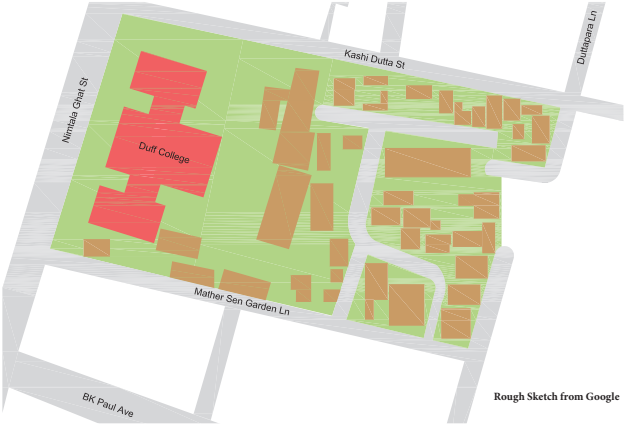 Duttapara Ln
Kashi Dutta St
Nimtala Ghat St
Duff College
Mather Sen Garden Ln
BK Paul Ave
Rough Sketch from Google